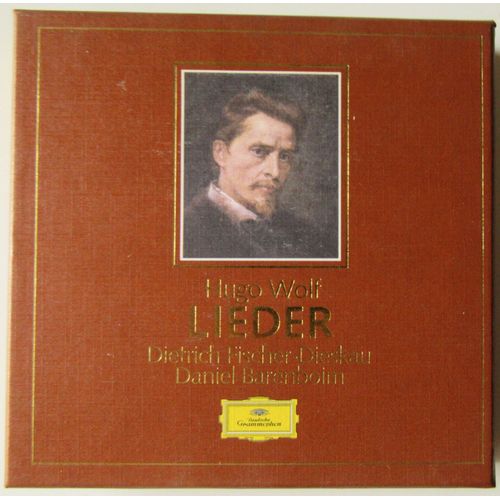 Hugo Wolf
LIEDER
Dietrich Fischer-Dieskau
Daniel Barenboim
Deutsche
Grammophon